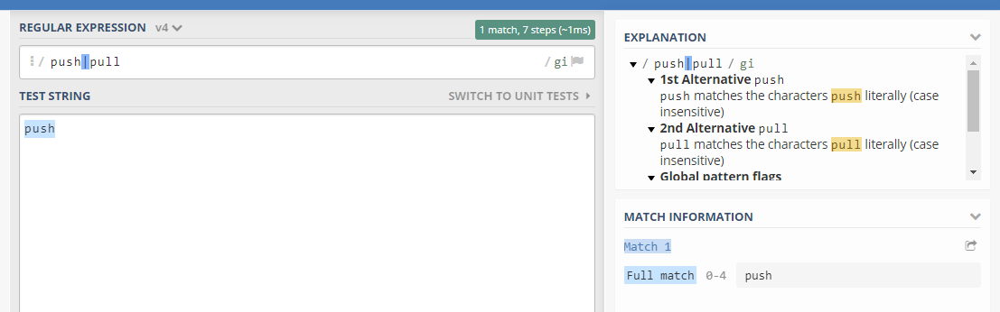 REGULAR EXPRESSION v4
1 match, 7 steps (~1ms)
/ push|pull / gi
TEST STRING
SWITCH TO UNIT TESTS
push
EXPLANATION
/ push|pull / gi
1st Alternative push
push matches the characters push literally (case
insensitive)
2nd Alternative pull
pull matches the characters pull literally (case
insensitive)
Global pattern flags
MATCH INFORMATION
Match 1
Full match 0-4 push